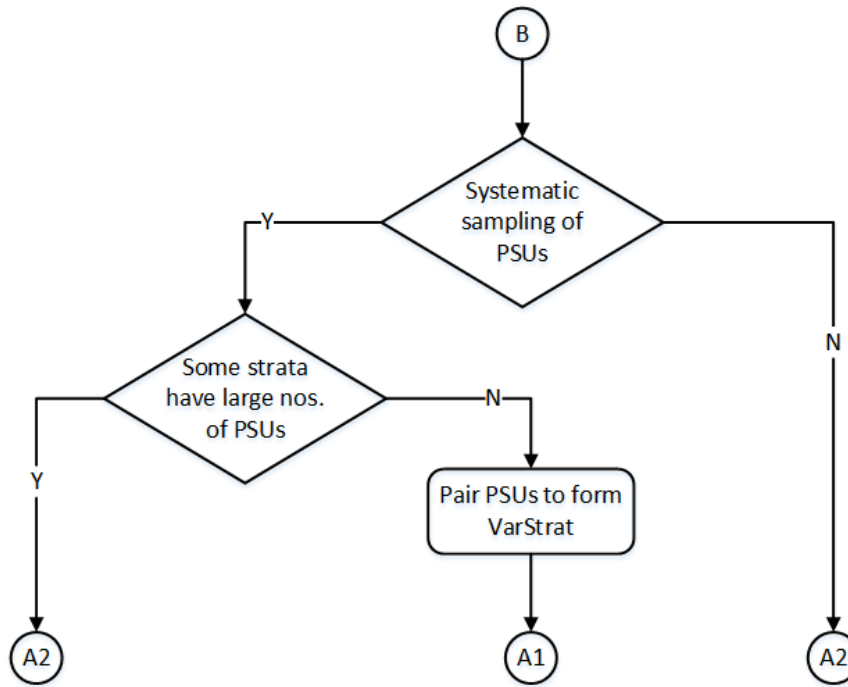 B
Systematic
sampling of
PSUs
Y
N
Some strata
have large nos.
of PSUs
N
Y
Pair PSUs to form
VarStrat
A2
A1
A2